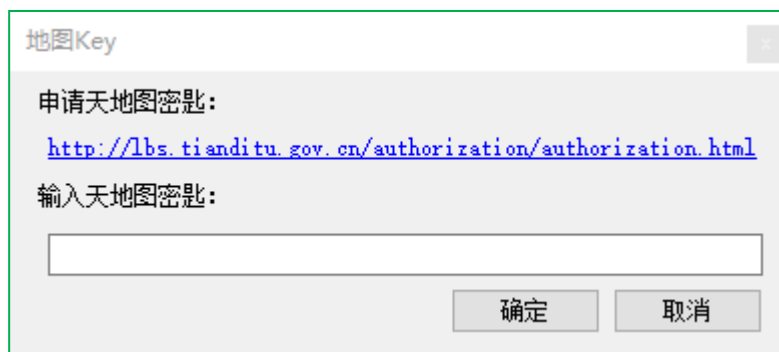 地图Key
x
申请天地图密匙：
http://lbs.tianditu.gov.cn/authorization/authorization.html
输入天地图密匙：
确定 取消